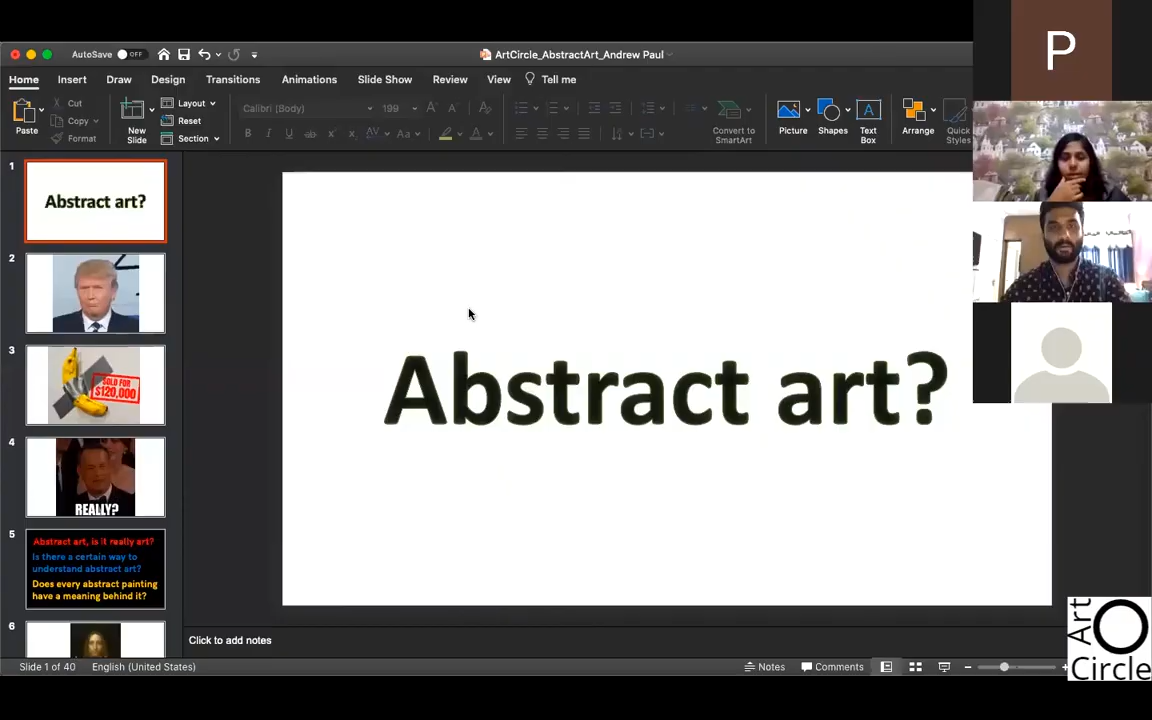 AutoSave OFF
ArtCircle_AbstractArt_Andrew Paul
Home Insert Draw Design Transitions Animations Slide Show Review View Tell me
Paste
Cut
Copy
Format
New Slide
Layout
Reset
Section
Calibri (Body) 199
Convert to SmartArt
Picture
Shapes
Text Box
Arrange
Quick Styles
P
1
Abstract art?
2
3
SOLD FOR
$120,000
4
REALLY?
5
Abstract art, is it really art?
Is there a certain way to
understand abstract art?
Does every abstract painting
have a meaning behind it?
6
Abstract art?
Click to add notes
Slide 1 of 40 English (United States)
Notes Comments
Art
Circle